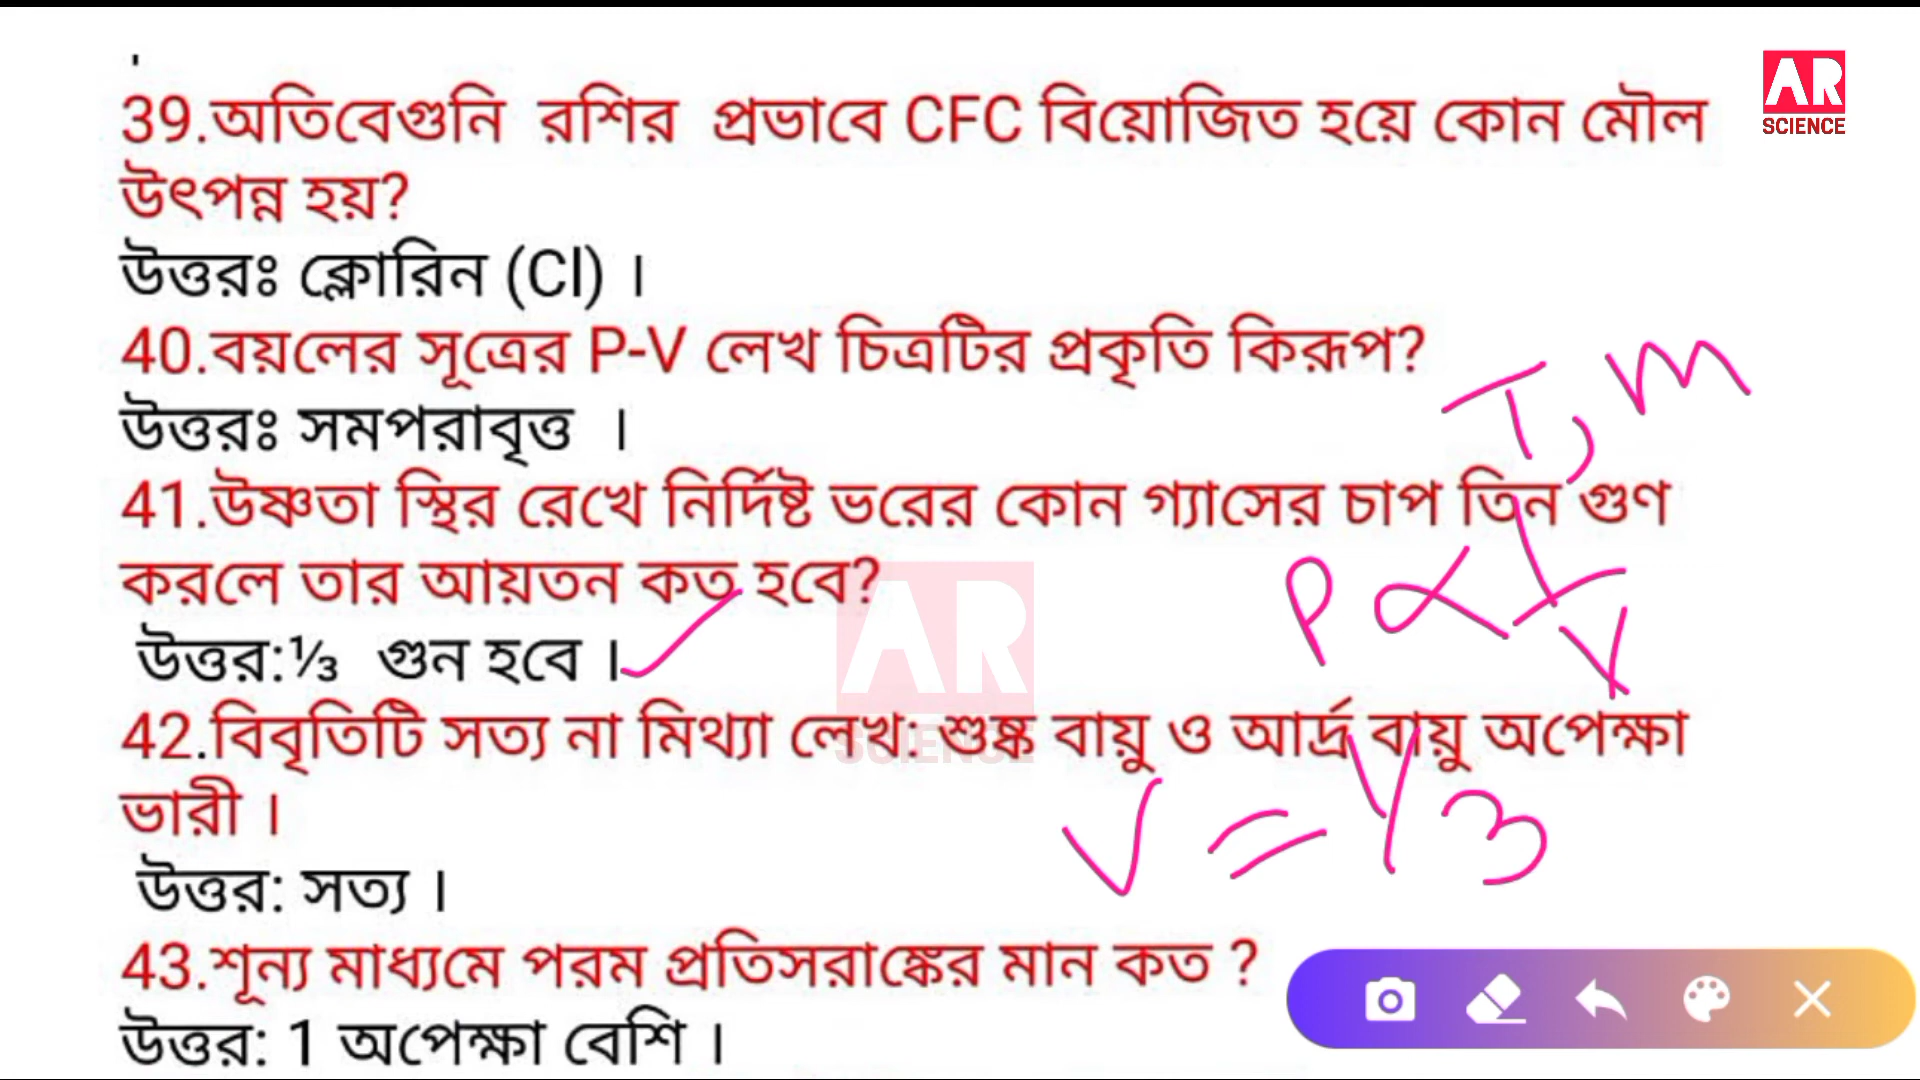 AR
SCIENCE
39.অতিবেগুনি রশির প্রভাবে CFC বিয়োজিত হয়ে কোন মৌল
উৎপন্ন হয়?
উত্তরঃ ক্লোরিন (Cl) ।
40.বয়লের সূত্রের P-V লেখ চিত্রটির প্রকৃতি কিরূপ?
উত্তরঃ সমপরাবৃত্ত ।
T, m
41.উষ্ণতা স্থির রেখে নির্দিষ্ট ভরের কোন গ্যাসের চাপ তিন গুণ
করলে তার আয়তন কত হবে?
P ∝ 1/V
উত্তর:⅓ গুন হবে ।
AR
SCIENCE
42.বিবৃতিটি সত্য না মিথ্যা লেখ: শুষ্ক বায়ু ও আর্দ্র বায়ু অপেক্ষা
ভারী ।
V = 1/3
উত্তর: সত্য ।
43.শূন্য মাধ্যমে পরম প্রতিসরাঙ্কের মান কত ?
উত্তর: 1 অপেক্ষা বেশি ।